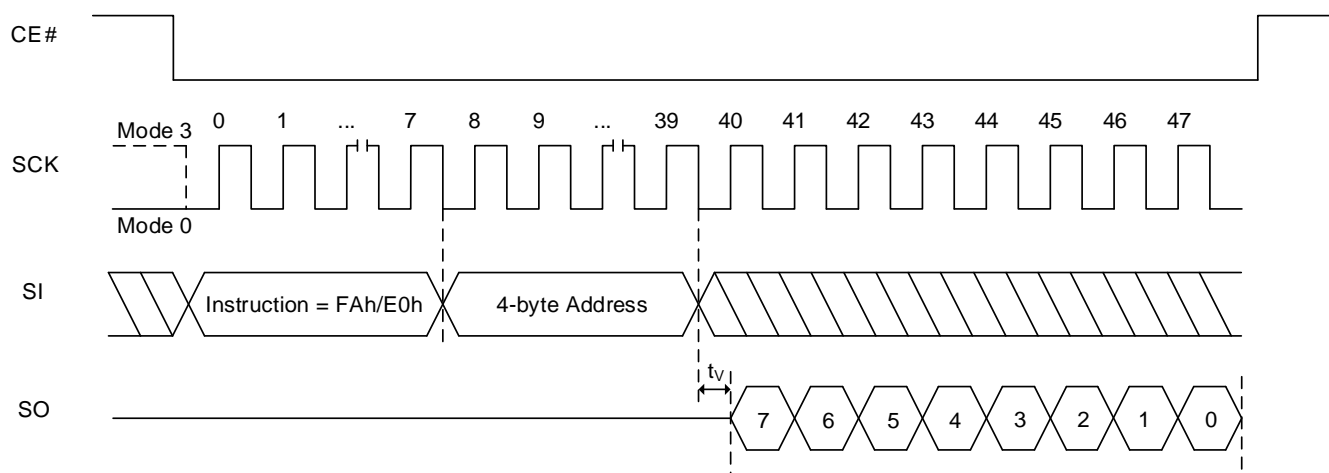 CE#
Mode 3
0 1 ... 7 8 9 ... 39 40 41 42 43 44 45 46 47
SCK
Mode 0
SI
Instruction = FAh/E0h
4-byte Address
tV
SO
7 6 5 4 3 2 1 0